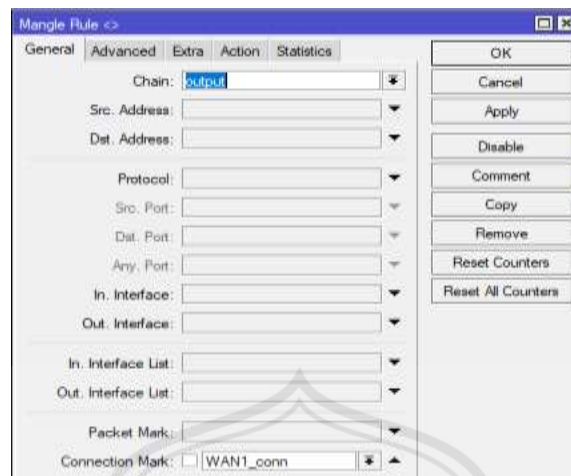 Mangle Rule <>
General Advanced Extra Action Statistics
OK
Chain: output
Cancel
Src. Address:
Apply
Dst. Address:
Disable
Protocol:
Comment
Src. Port:
Copy
Dst. Port:
Remove
Any. Port:
Reset Counters
In. Interface:
Reset All Counters
Out. Interface:
In. Interface List:
Out. Interface List:
Packet Mark:
Connection Mark: WAN1_conn